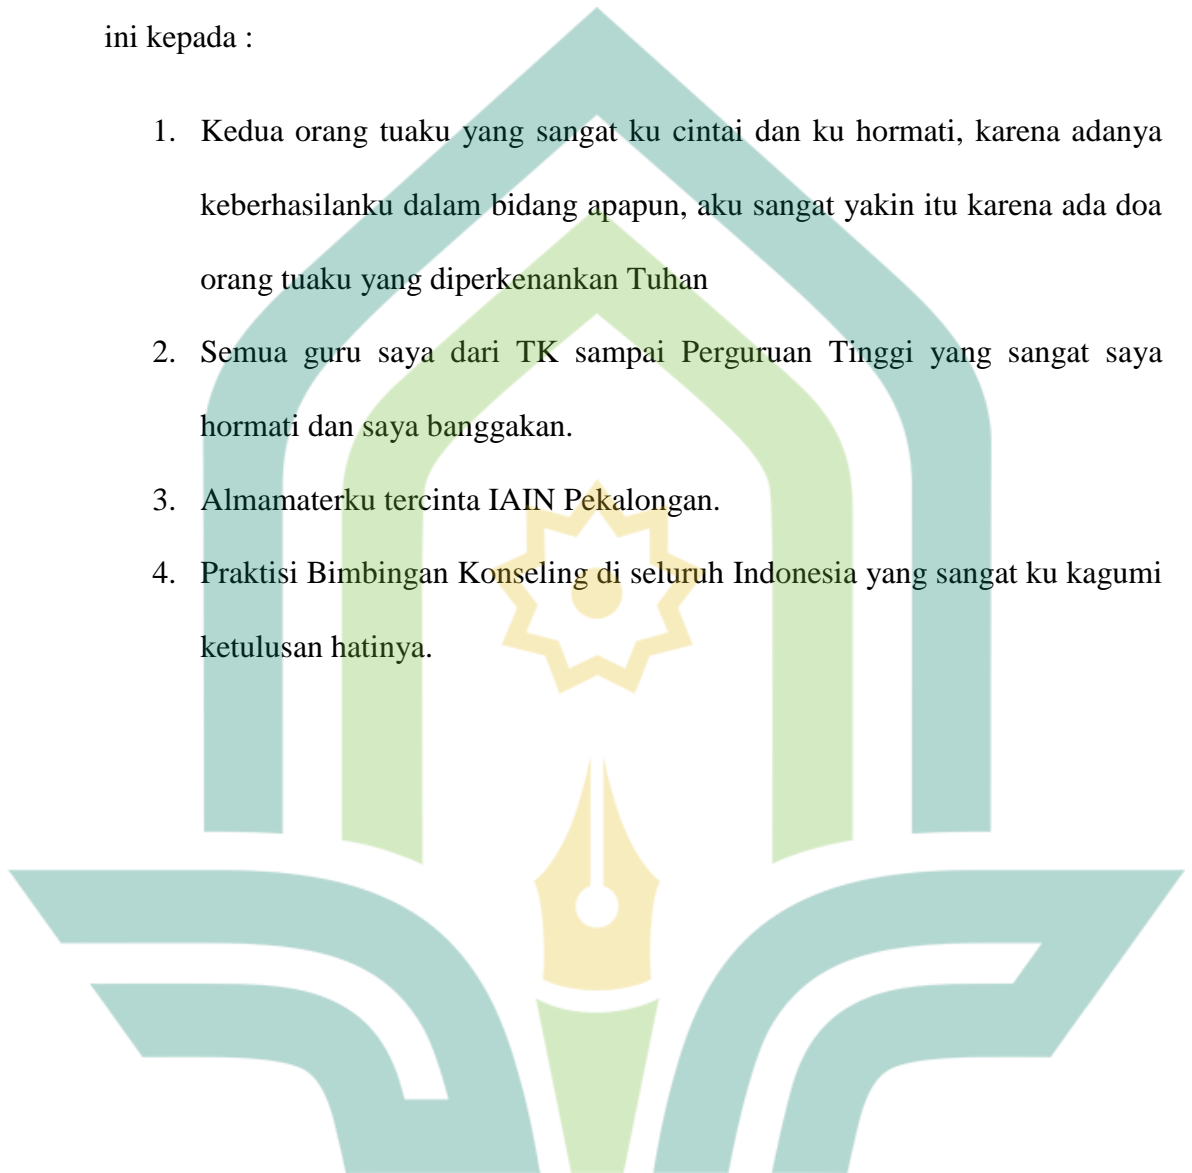 ini kepada :
1. Kedua orang tuaku yang sangat ku cintai dan ku hormati, karena adanya
keberhasilanku dalam bidang apapun, aku sangat yakin itu karena ada doa
orang tuaku yang diperkenankan Tuhan
2. Semua guru saya dari TK sampai Perguruan Tinggi yang sangat saya
hormati dan saya banggakan.
3. Almamaterku tercinta IAIN Pekalongan.
4. Praktisi Bimbingan Konseling di seluruh Indonesia yang sangat ku kagumi
ketulusan hatinya.